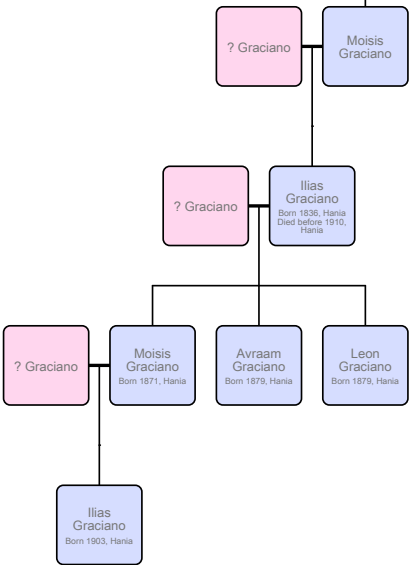 ? Graciano
Moisis
Graciano
? Graciano
Ilias
Graciano
Born 1836, Hania
Died before 1910,
Hania
? Graciano
Moisis
Graciano
Born 1871, Hania
Avraam
Graciano
Born 1879, Hania
Leon
Graciano
Born 1879, Hania
Ilias
Graciano
Born 1903, Hania